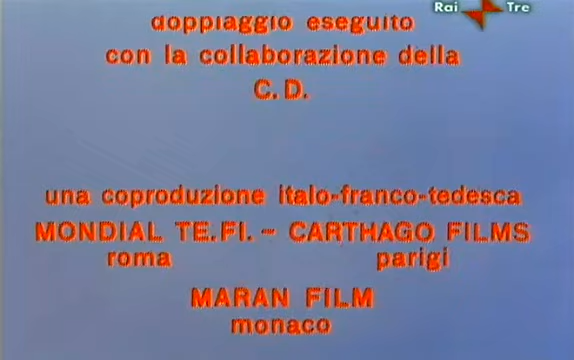 Rai Tre
doppiaggio eseguito
con la collaborazione della
C.D.
una coproduzione italo-franco-tedesca
MONDIAL TE.FI. - CARTHAGO FILMS
roma parigi
MARAN FILM
monaco